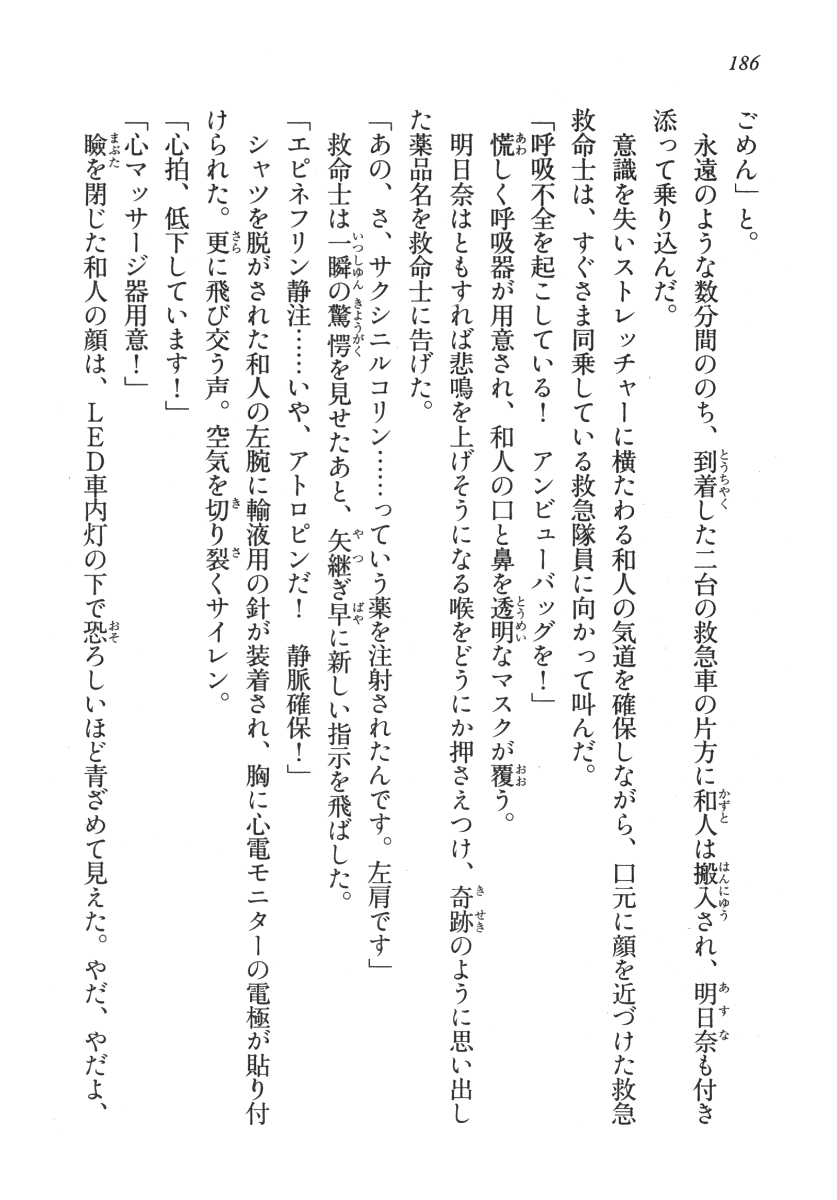 186
ごめん」と。
永遠のような数分間ののち、到着した二台の救急車の片方に和人は搬入され、明日奈も付き
添って乗り込んだ。
意識を失いストレッチャーに横たわる和人の気道を確保しながら、口元に顔を近づけた救急
救命士は、すぐさま同乗している救急隊員に向かって叫んだ。
「呼吸不全を起こしている！　アンビューバッグを！」
慌しく呼吸器が用意され、和人の口と鼻を透明なマスクが覆う。
明日奈はともすれば悲鳴を上げそうになる喉をどうにか押さえつけ、奇跡のように思い出し
た薬品名を救命士に告げた。
「あの、さ、サクシニルコリン……っていう薬を注射されたんです。左肩です」
救命士は一瞬の驚愕を見せたあと、矢継ぎ早に新しい指示を飛ばした。
「エピネフリン静注……いや、アトロピンだ！　静脈確保！」
シャツを脱がされた和人の左腕に輸液用の針が装着され、胸に心電モニターの電極が貼り付
けられた。更に飛び交う声。空気を切り裂くサイレン。
「心拍、低下しています！」
「心マッサージ器用意！」
瞼を閉じた和人の顔は、ＬＥＤ車内灯の下で恐ろしいほど青ざめて見えた。やだ、やだよ、